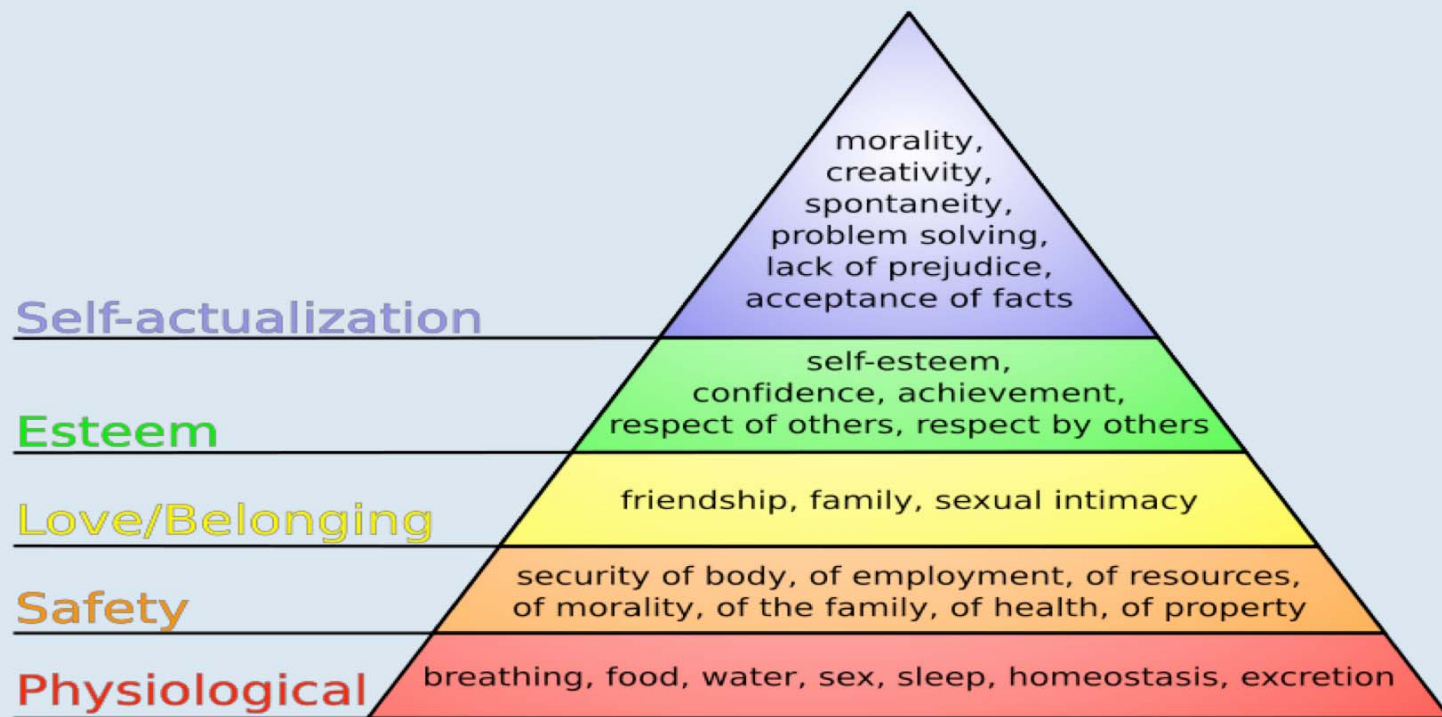 morality,
creativity,
spontaneity,
problem solving,
lack of prejudice,
acceptance of facts
Self-actualization
self-esteem,
confidence, achievement,
respect of others, respect by others
Esteem
friendship, family, sexual intimacy
Love/Belonging
security of body, of employment, of resources,
of morality, of the family, of health, of property
Safety
breathing, food, water, sex, sleep, homeostasis, excretion
Physiological